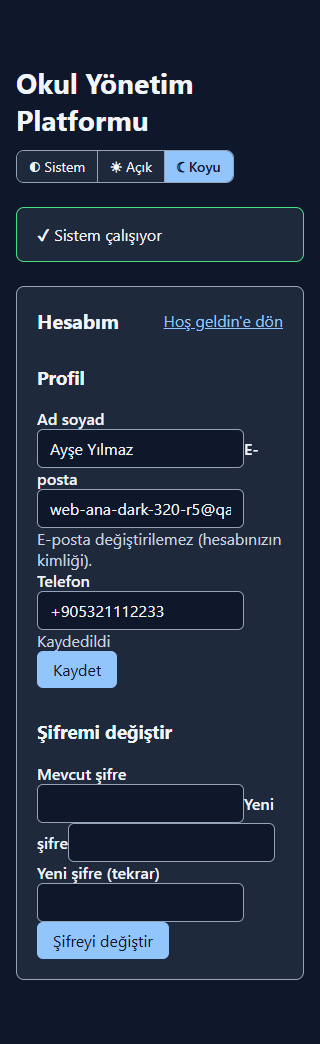 Okul Yönetim
Platformu
Sistem
Açık
Koyu
✓ Sistem çalışıyor
Hesabım
Hoş geldin'e dön
Profil
Ad soyad
Ayşe Yılmaz
E-
posta
web-ana-dark-320-r5@qa
E-posta değiştirilemez (hesabınızın
kimliği).
Telefon
+905321112233
Kaydedildi
Kaydet
Şifremi değiştir
Mevcut şifre
Yeni
şifre
Yeni şifre (tekrar)
Şifreyi değiştir